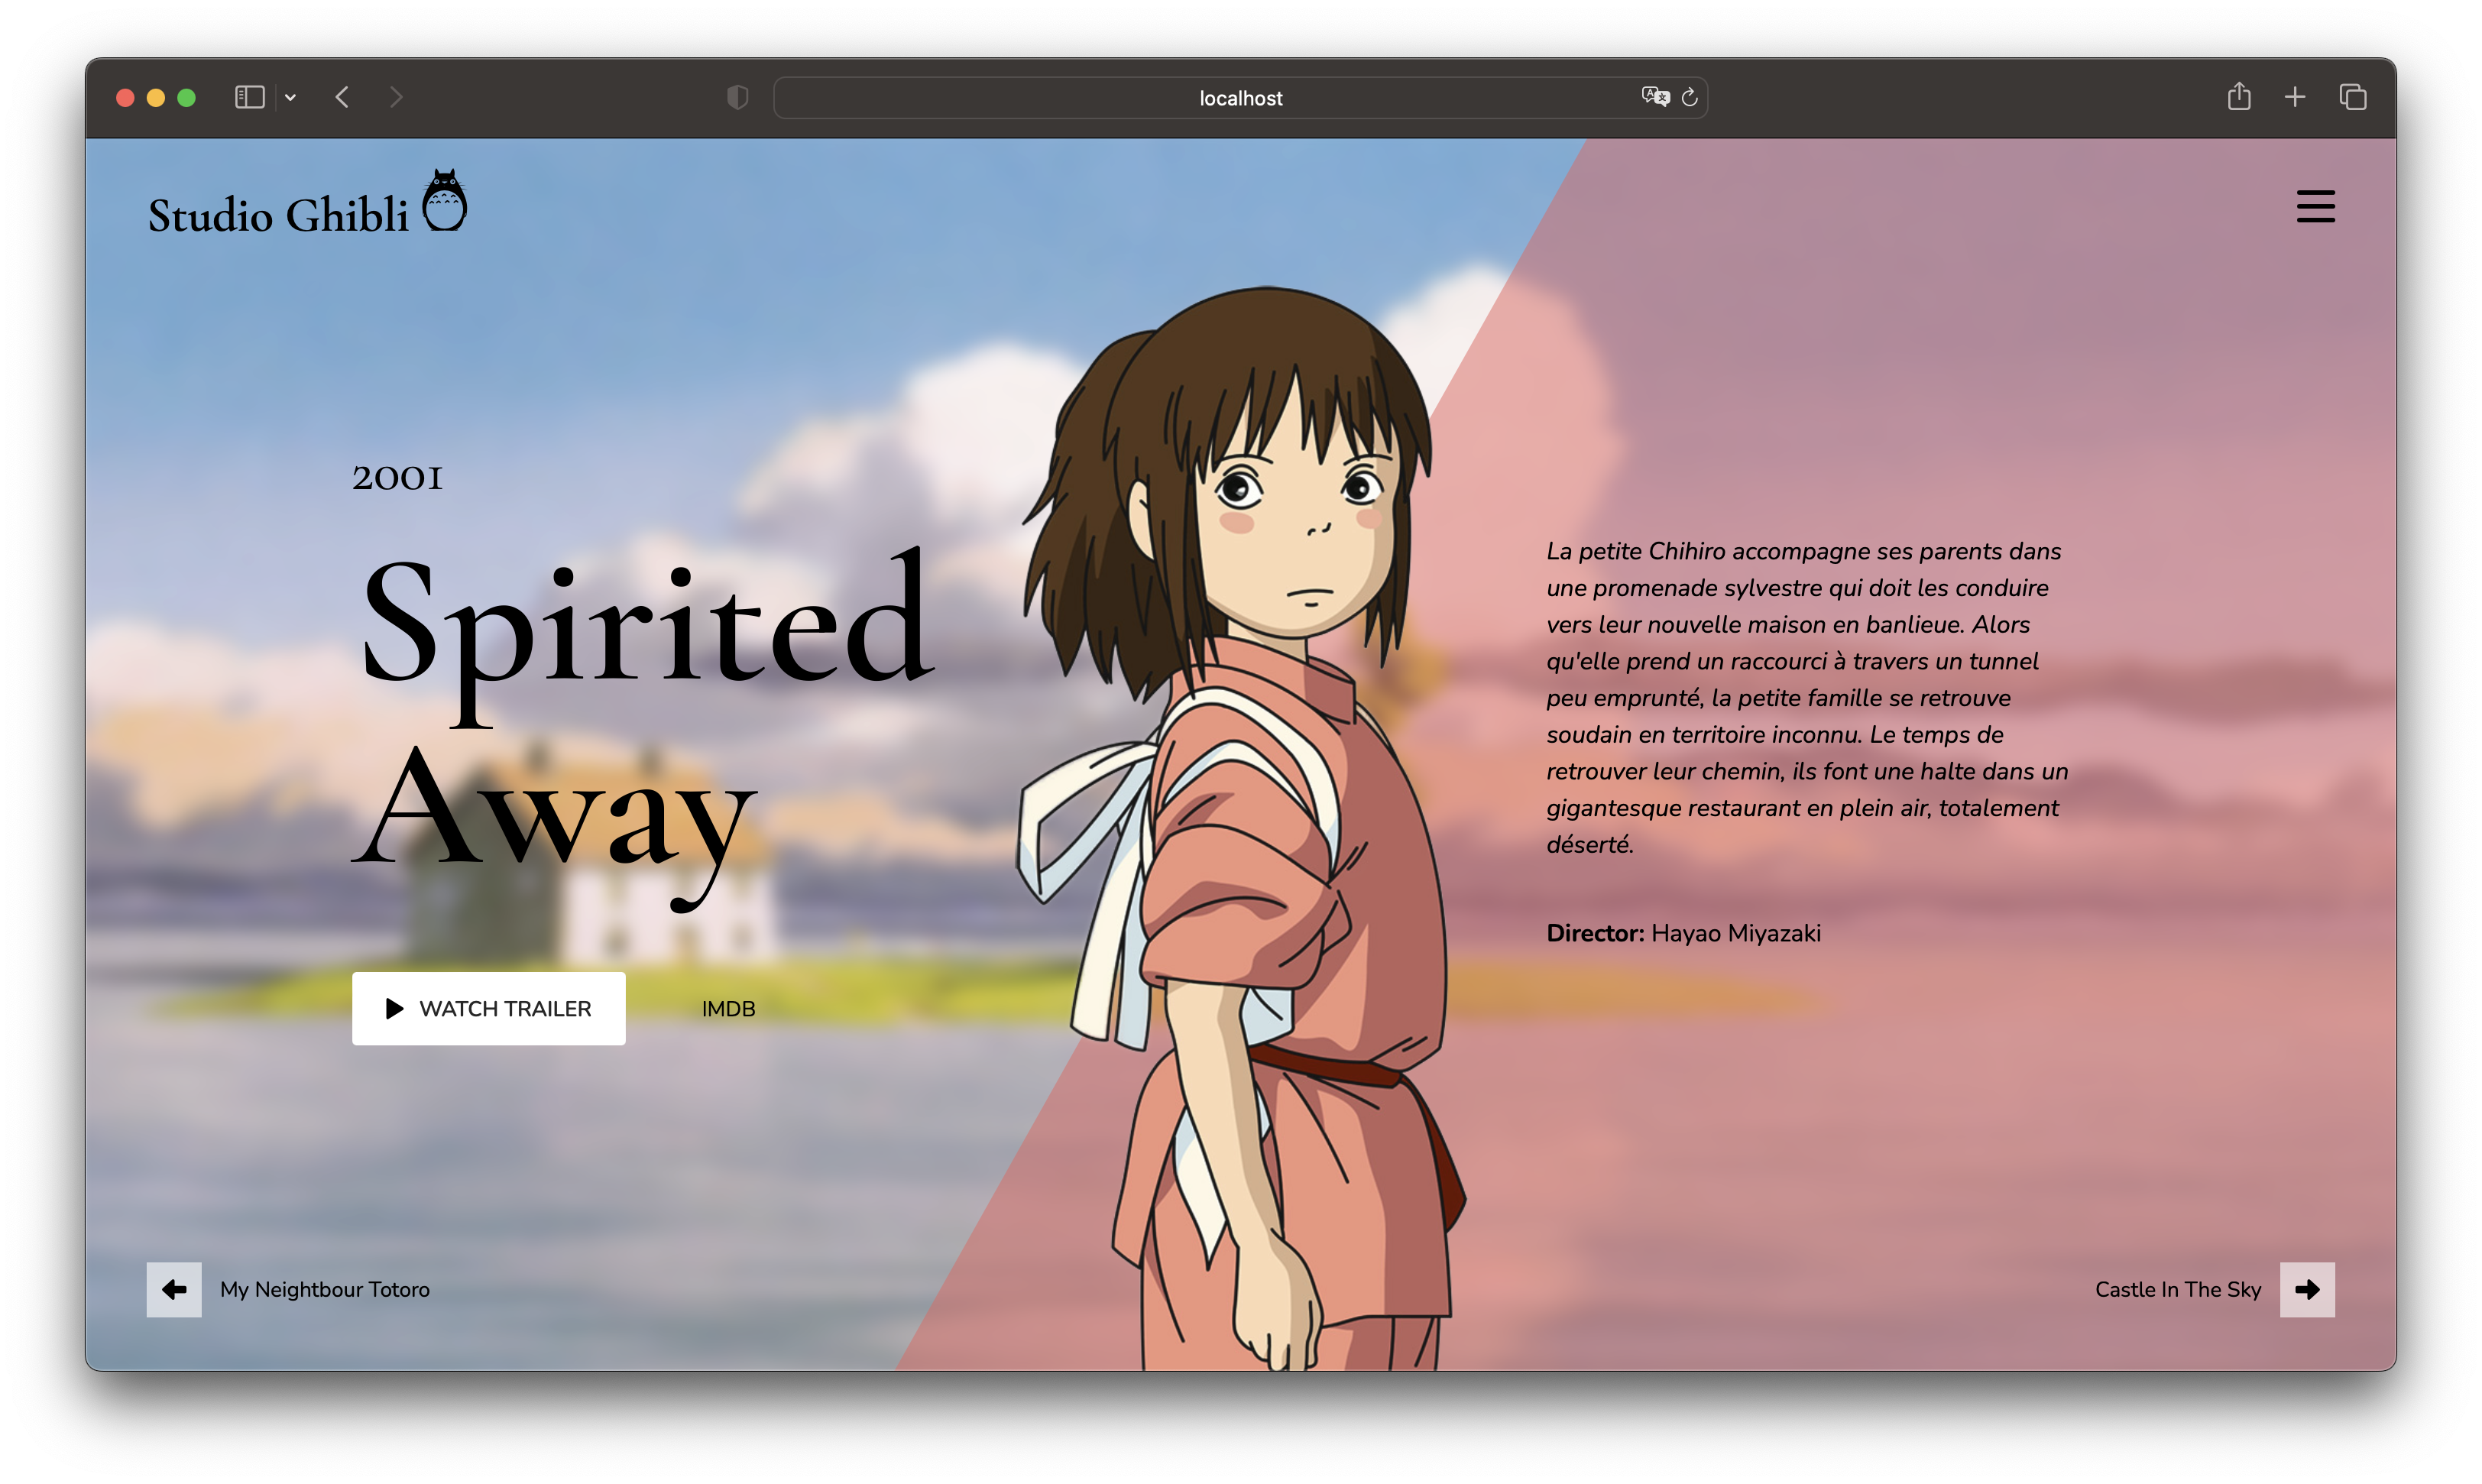 localhost
Studio Ghibli
2001
Spirited
Away
WATCH TRAILER
IMDB
La petite Chihiro accompagne ses parents dans
une promenade sylvestre qui doit les conduire
vers leur nouvelle maison en banlieue. Alors
qu'elle prend un raccourci à travers un tunnel
peu emprunté, la petite famille se retrouve
soudain en territoire inconnu. Le temps de
retrouver leur chemin, ils font une halte dans un
gigantesque restaurant en plein air, totalement
déserté.
Director: Hayao Miyazaki
My Neightbour Totoro
Castle In The Sky